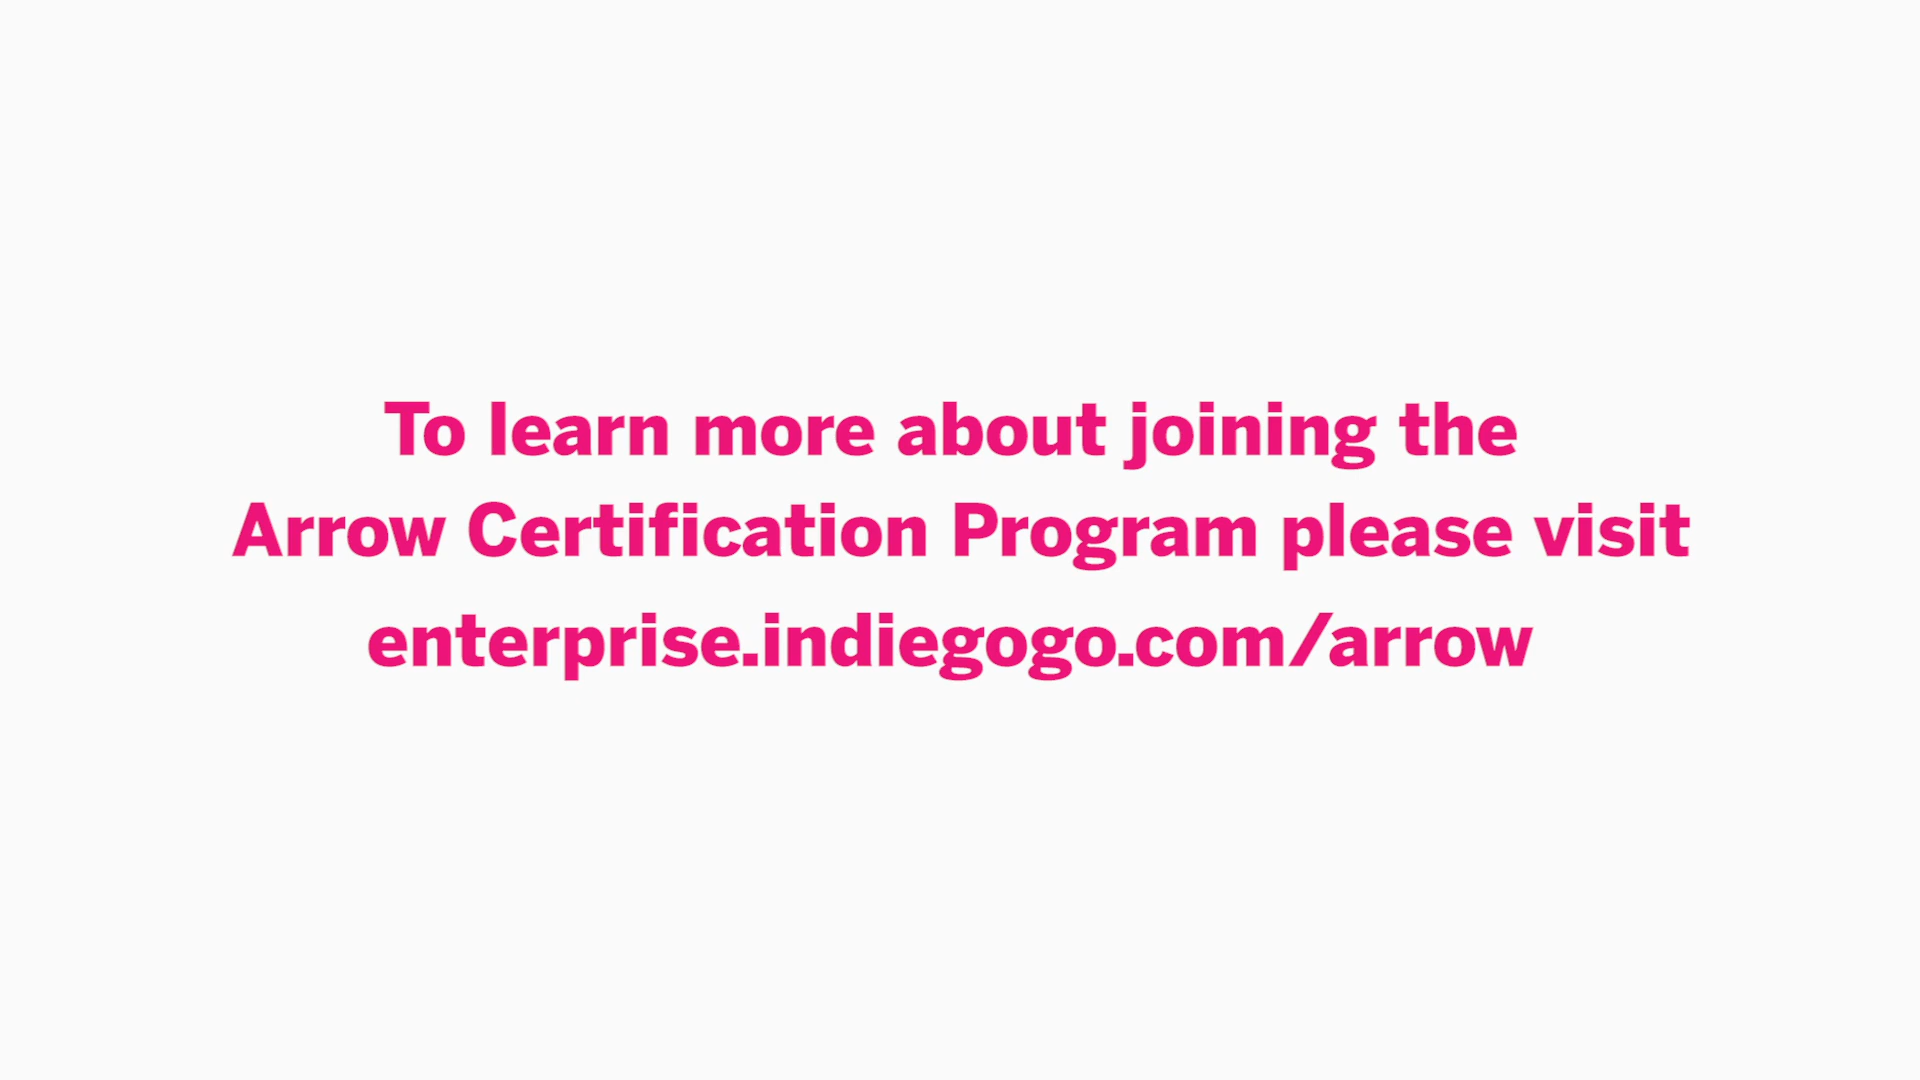 To learn more about joining the
Arrow Certification Program please visit
enterprise.indiegogo.com/arrow